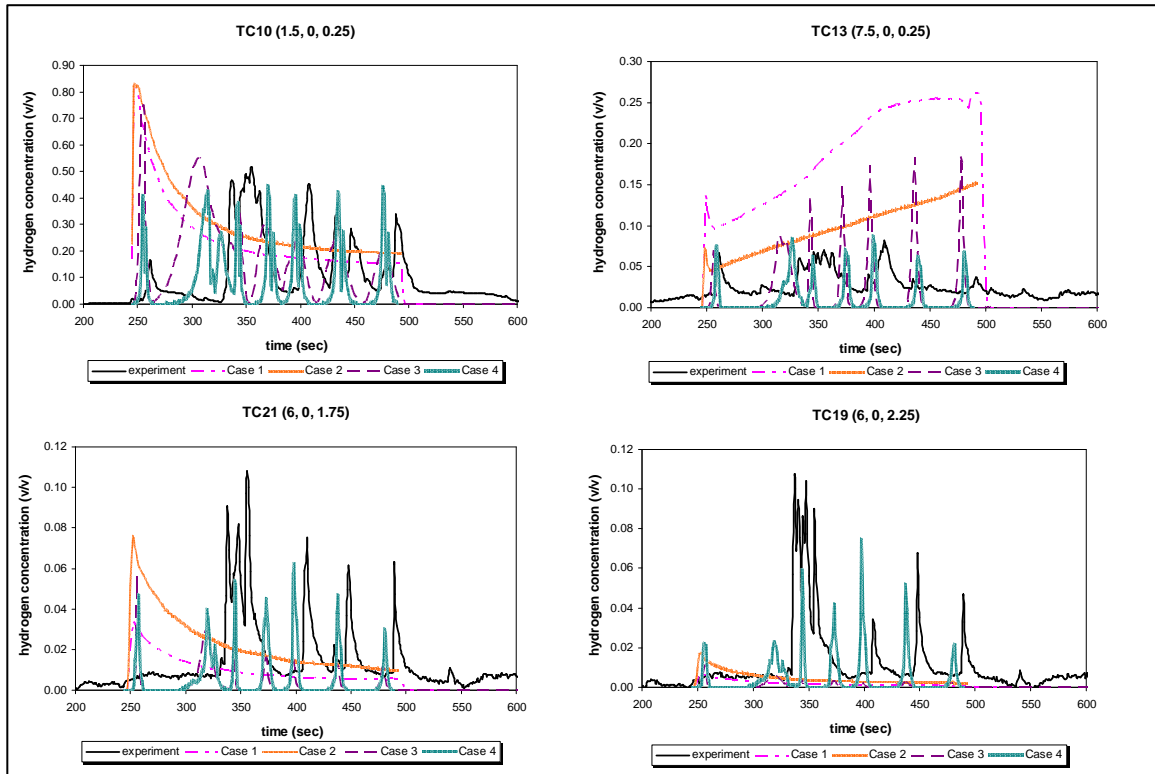 TC10 (1.5, 0, 0.25)
hydrogen concentration (v/v)
0.90
0.80
0.70
0.60
0.50
0.40
0.30
0.20
0.10
0.00
200 250 300 350 400 450 500 550 600
time (sec)
experiment Case 1 Case 2 Case 3 Case 4
TC13 (7.5, 0, 0.25)
hydrogen concentration (v/v)
0.30
0.25
0.20
0.15
0.10
0.05
0.00
200 250 300 350 400 450 500 550 600
time (sec)
experiment Case 1 Case 2 Case 3 Case 4
TC21 (6, 0, 1.75)
hydrogen concentration (v/v)
0.12
0.10
0.08
0.06
0.04
0.02
0.00
200 250 300 350 400 450 500 550 600
time (sec)
experiment Case 1 Case 2 Case 3 Case 4
TC19 (6, 0, 2.25)
hydrogen concentration (v/v)
0.12
0.10
0.08
0.06
0.04
0.02
0.00
200 250 300 350 400 450 500 550 600
time (sec)
experiment Case 1 Case 2 Case 3 Case 4